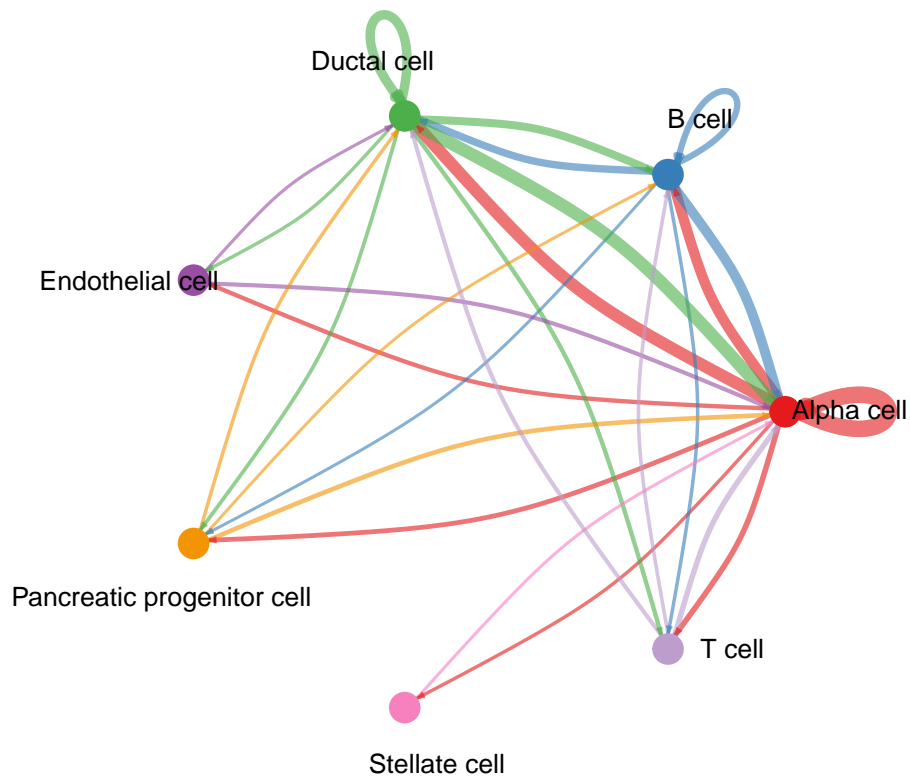 Ductal cell
B cell
Endothelial cell
Alpha cell
Pancreatic progenitor cell
T cell
Stellate cell